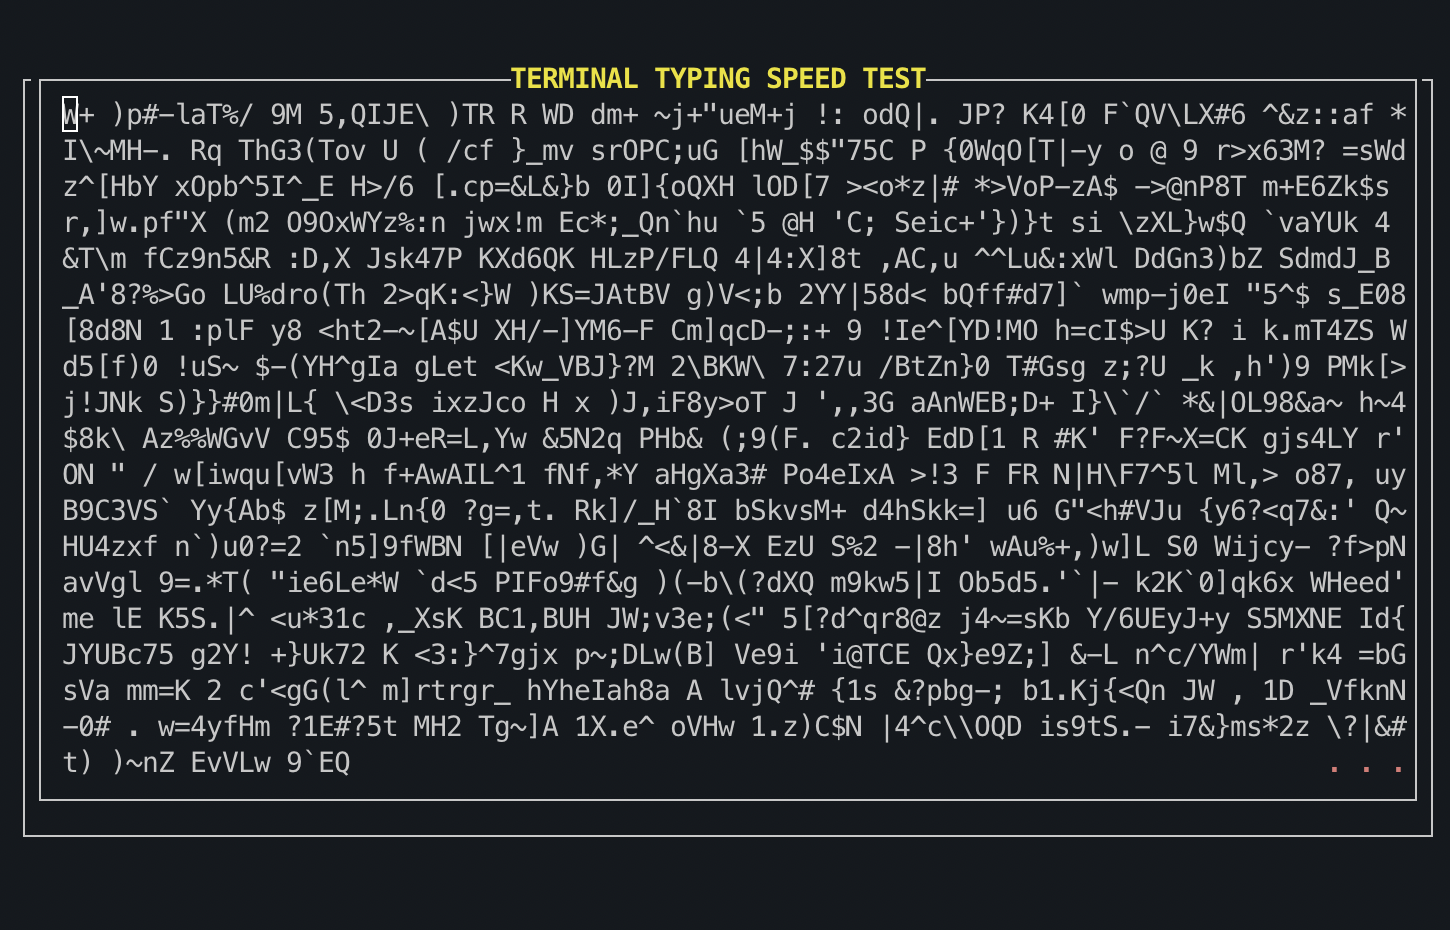 TERMINAL TYPING SPEED TEST
W+ )p#-laT%/ 9M 5,QIJE\ )TR R WD dm+ ~j+"ueM+j !: odQ|. JP? K4[0 F`QV\LX#6 ^&z::af *
I\~MH-. Rq ThG3(Tov U ( /cf }_mv srOPC;uG [hW_$$"75C P {0WqO[T|-y o @ 9 r>x63M? =sWd
z^[HbY xOpb^5I^_E H>/6 [.cp=&L&}b 0I]{oQXH lOD[7 ><o*z|# *>VoP-zA$ ->@nP8T m+E6Zk$s
r,]w.pf"X (m2 O9OxWYz%:n jwx!m Ec*;_Qn`hu `5 @H 'C; Seic+'})}t si \zXL}w$Q `vaYUk 4
&T\m fCz9n5&R :D,X Jsk47P KXd6QK HLzP/FLQ 4|4:X]8t ,AC,u ^^Lu&:xWl DdGn3)bZ SdmdJ_B
_A'8?%>Go LU%dro(Th 2>qK:<}W )KS=JAtBV g)V<;b 2YY|58d< bQff#d7]` wmp-j0eI "5^$ s_E08
[8d8N 1 :plF y8 <ht2-~[A$U XH/-]YM6-F Cm]qcD-;:+ 9 !Ie^[YD!MO h=cI$>U K? i k.mT4ZS W
d5[f)0 !uS~ $-(YH^gIa gLet <Kw_VBJ}?M 2\BKW\ 7:27u /BtZn}0 T#Gsg z;?U _k ,h')9 PMk[>
j!JNk S)}}#0m|L{ \<D3s ixzJco H x )J,iF8y>oT J ',,3G aAnWEB;D+ I}\`/` *&|OL98&a~ h~4
$8k\ Az%%WGvV C95$ 0J+eR=L,Yw &5N2q PHb& (;9(F. c2id} EdD[1 R #K' F?F~X=CK gjs4LY r'
ON " / w[iwqu[vW3 h f+AwAIL^1 fNf,*Y aHgXa3# Po4eIxA >!3 F FR N|H\F7^5l Ml,> o87, uy
B9C3VS` Yy{Ab$ z[M;.Ln{0 ?g=,t. Rk]/_H`8I bSkvsM+ d4hSkk=] u6 G"<h#VJu {y6?<q7&:' Q~
HU4zxf n`)u0?=2 `n5]9fWBN [|eVw )G| ^<&|8-X EzU S%2 -|8h' wAu%+,)w]L S0 Wijcy- ?f>pN
avVgl 9=.*T( "ie6Le*W `d<5 PIFo9#f&g )(-b\(?dXQ m9kw5|I Ob5d5.'`|- k2K`0]qk6x WHeed'
me lE K5S.|^ <u*31c ,_XsK BC1,BUH JW;v3e;(<" 5[?d^qr8@z j4~=sKb Y/6UEyJ+y S5MXNE Id{
JYUBc75 g2Y! +}Uk72 K <3:}^7gjx p~;DLw(B] Ve9i 'i@TCE Qx}e9Z;] &-L n^c/YWm| r'k4 =bG
sVa mm=K 2 c'<gG(l^ m]rtrgr_ hYheIah8a A lvjQ^# {1s &?pbg-; b1.Kj{<Qn JW , 1D _VfknN
-0# . w=4yfHm ?1E#?5t MH2 Tg~]A 1X.e^ oVHw 1.z)C$N |4^c\\OQD is9tS.- i7&}ms*2z \?|&#
t) )~nZ EvVLw 9`EQ . . .